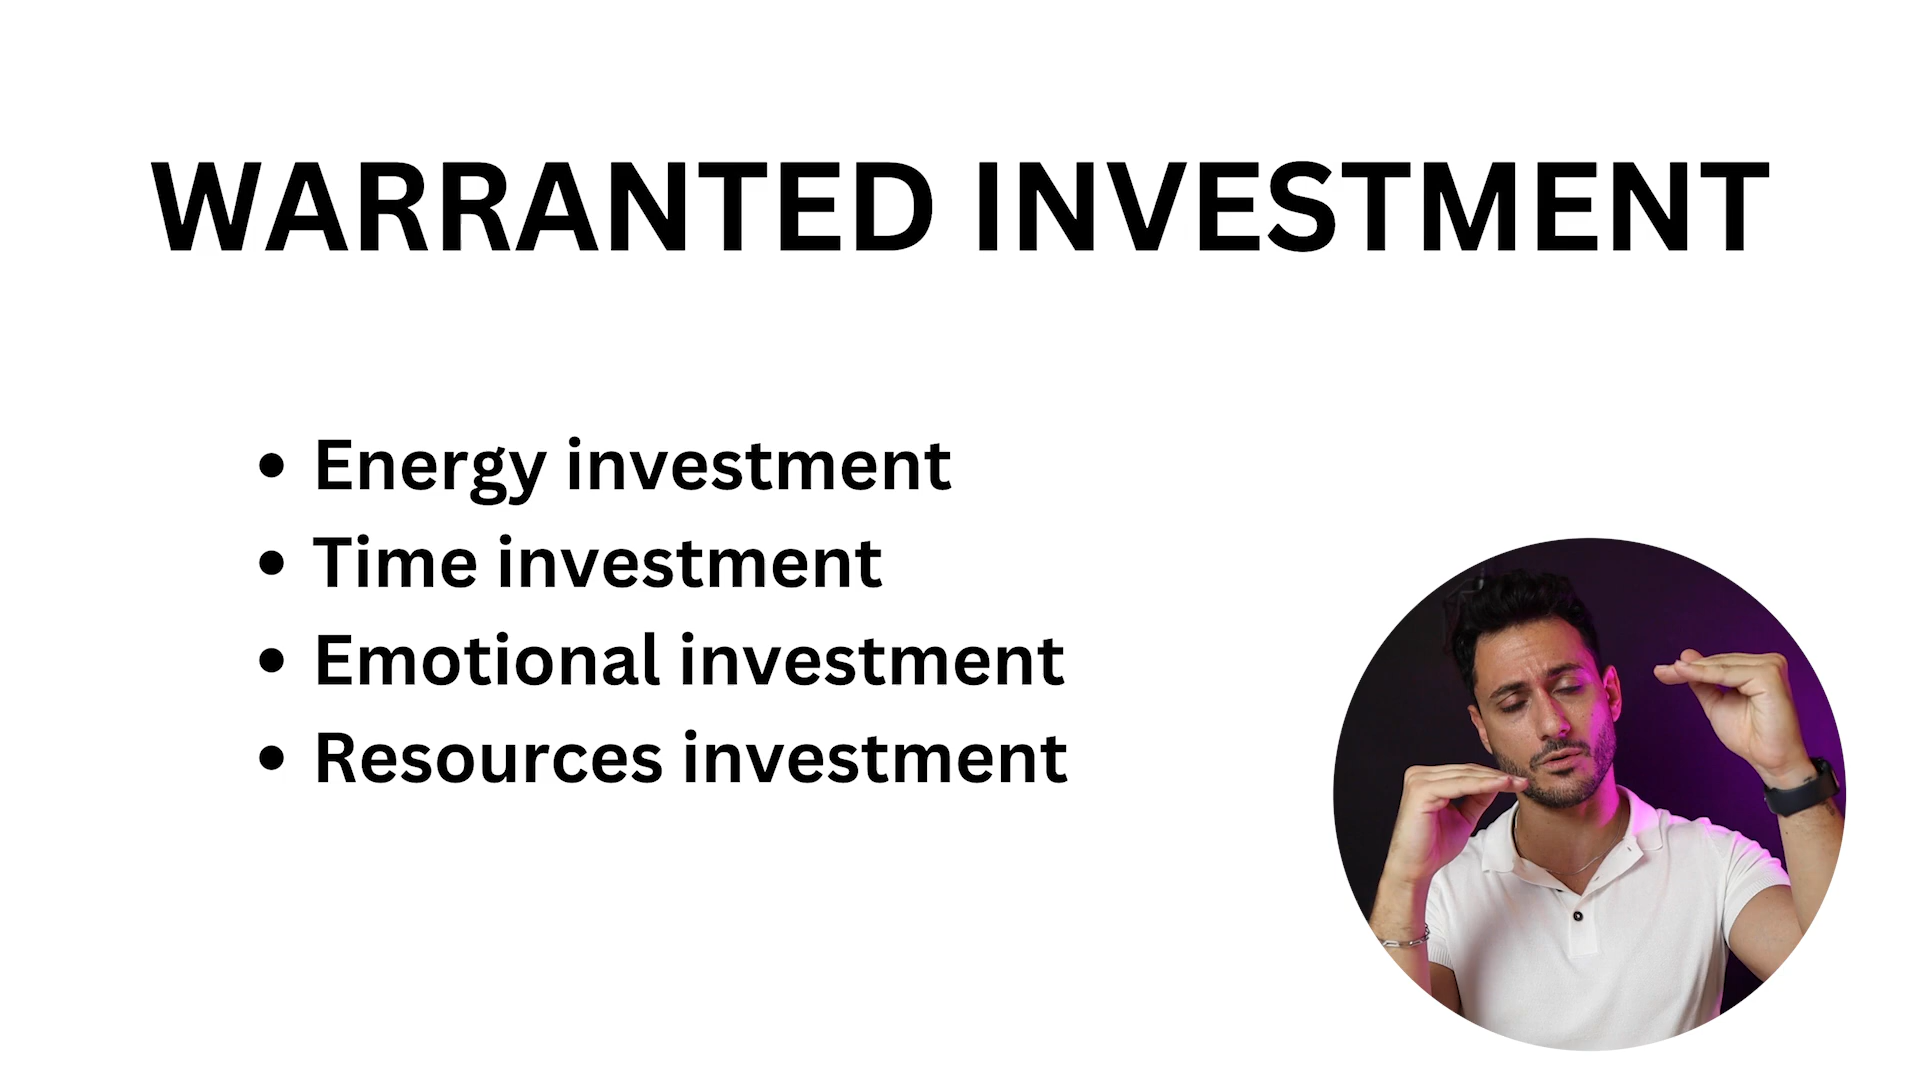 WARRANTED INVESTMENT
• Energy investment
• Time investment
• Emotional investment
• Resources investment